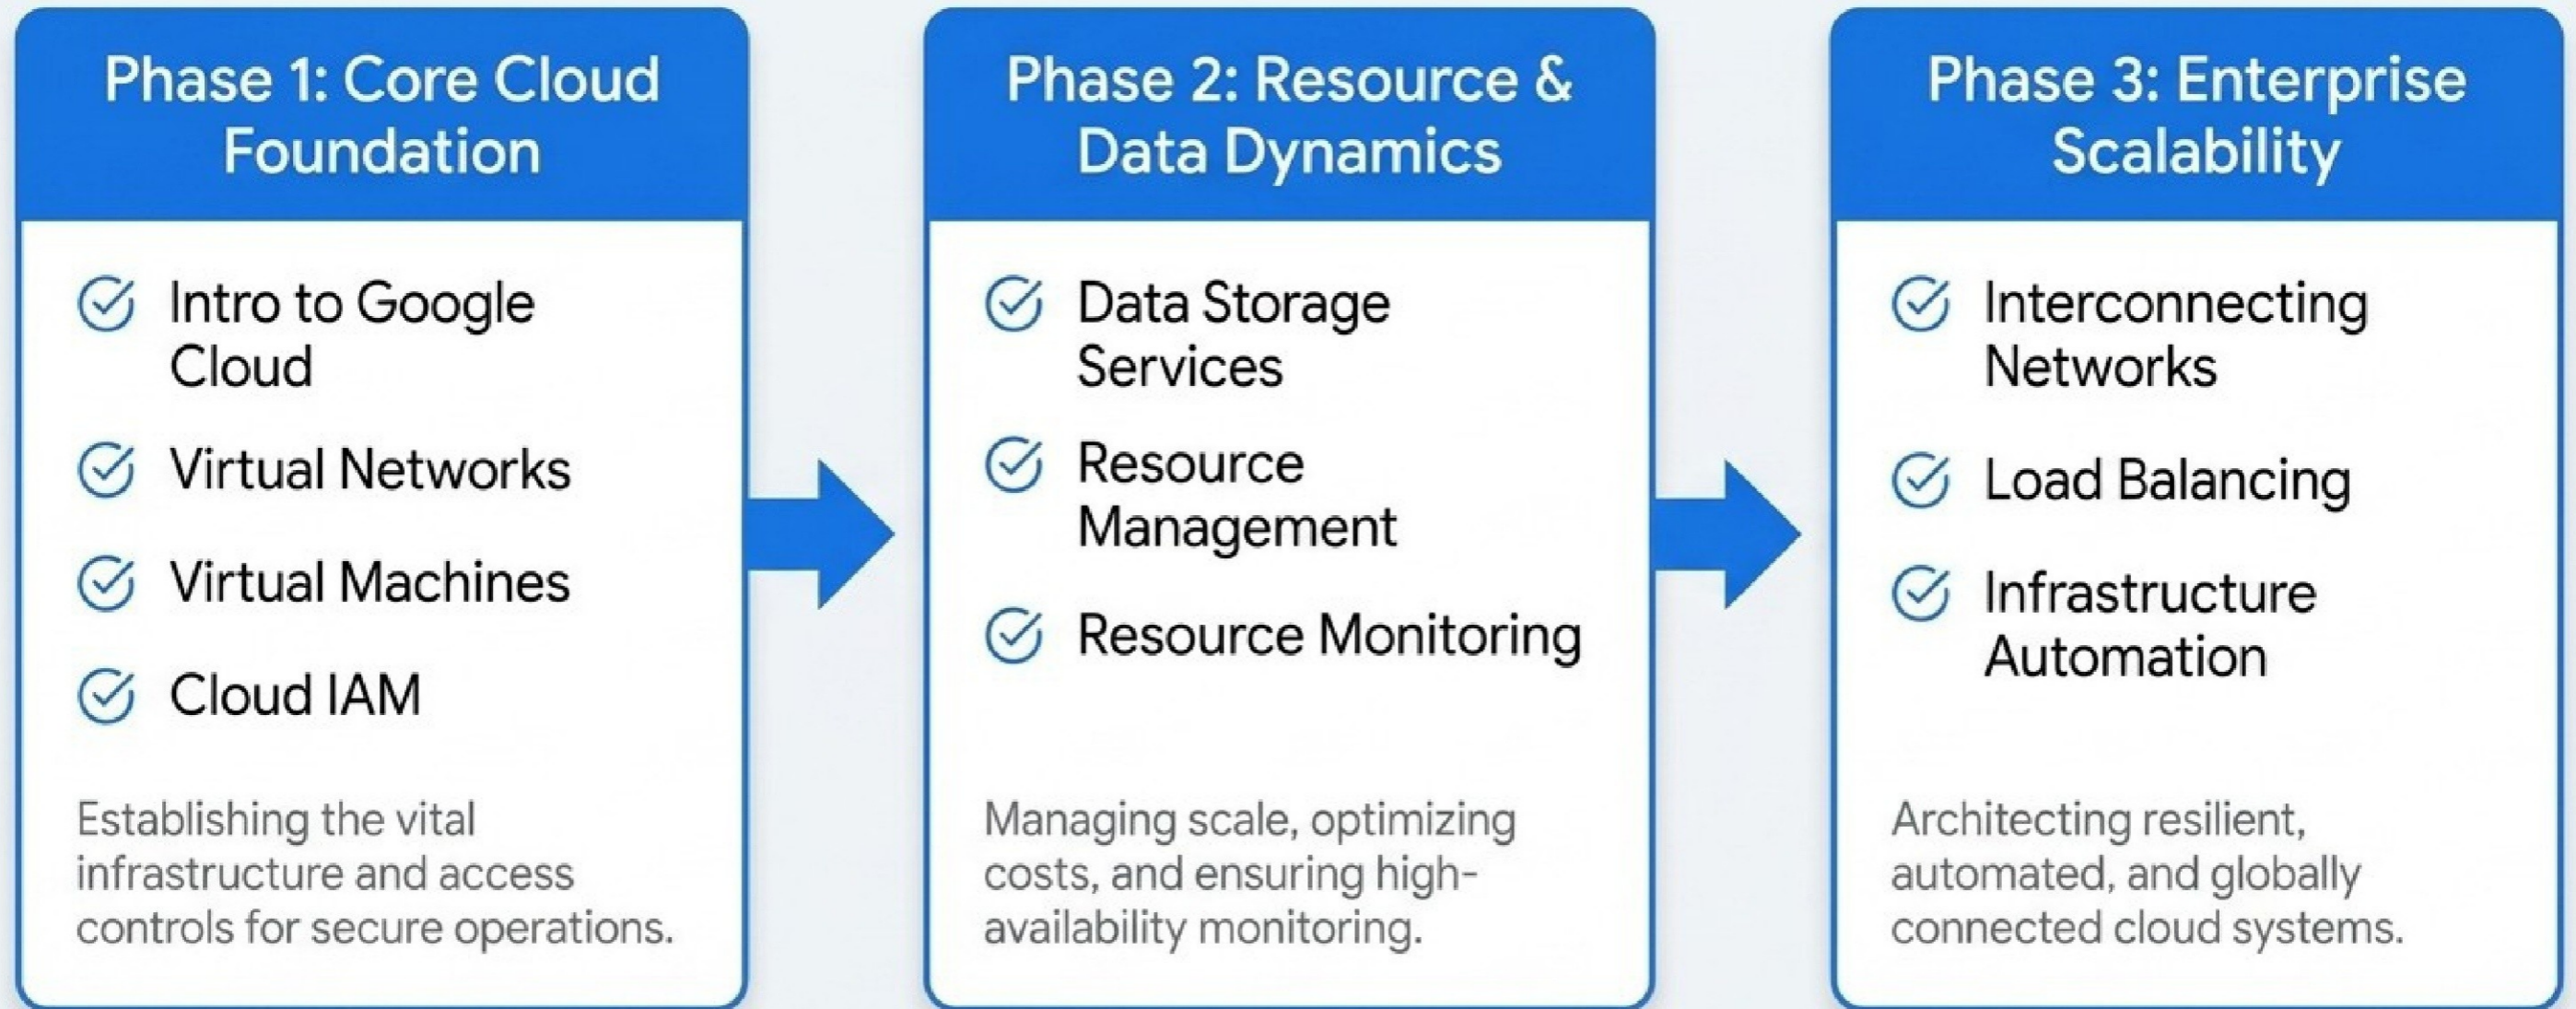 Phase 1: Core Cloud
Foundation
Intro to Google
Cloud
Virtual Networks
Virtual Machines
Cloud IAM
Establishing the vital
infrastructure and access
controls for secure operations.
Phase 2: Resource &
Data Dynamics
Data Storage
Services
Resource
Management
Resource Monitoring
Managing scale, optimizing
costs, and ensuring high-
availability monitoring.
Phase 3: Enterprise
Scalability
Interconnecting
Networks
Load Balancing
Infrastructure
Automation
Architecting resilient,
automated, and globally
connected cloud systems.